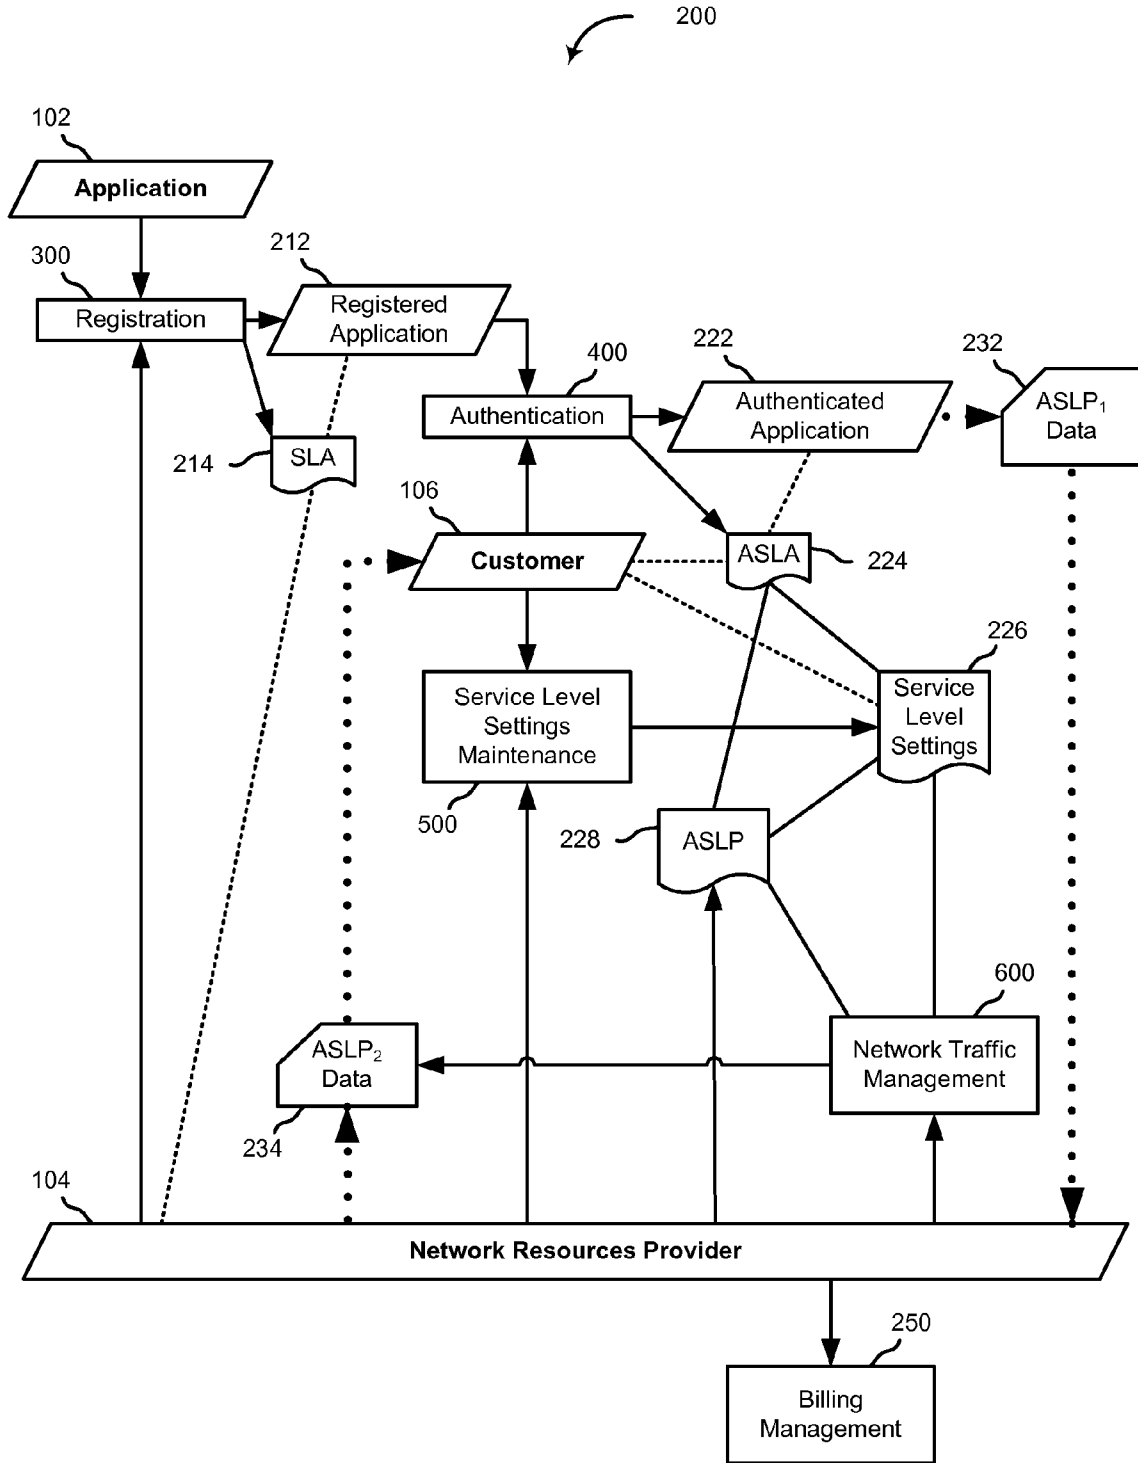 200
102
Application
300
212
Registration
Registered
Application
400
222
232
Authentication
Authenticated
Application
ASLP1
Data
214
SLA
106
Customer
ASLA
224
226
Service Level
Settings
Maintenance
Service
Level
Settings
500
228
ASLP
600
ASLP2
Data
Network Traffic
Management
234
104
Network Resources Provider
250
Billing
Management